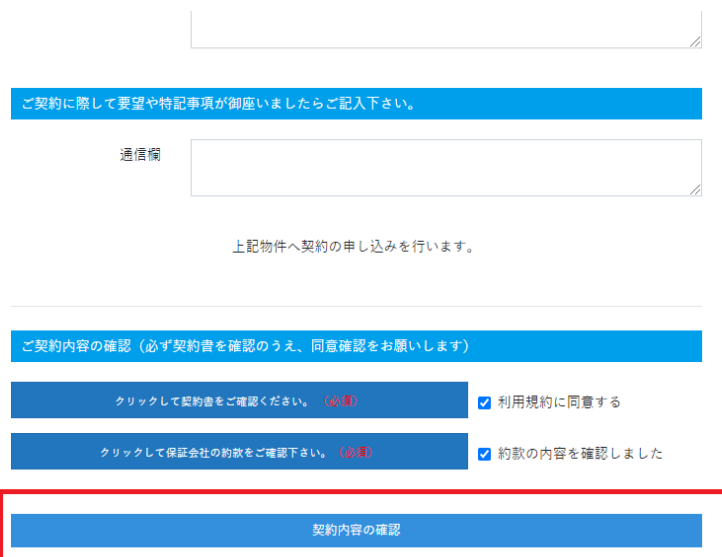 ご契約に際して要望や特記事項が御座いましたらご記入下さい。
通信欄
上記物件へ契約の申し込みを行います。
ご契約内容の確認（必ず契約書を確認のうえ、同意確認をお願いします）
クリックして契約書をご確認ください。（必須） 利用規約に同意する
クリックして保証会社の約款をご確認下さい。（必須） 約款の内容を確認しました
契約内容の確認